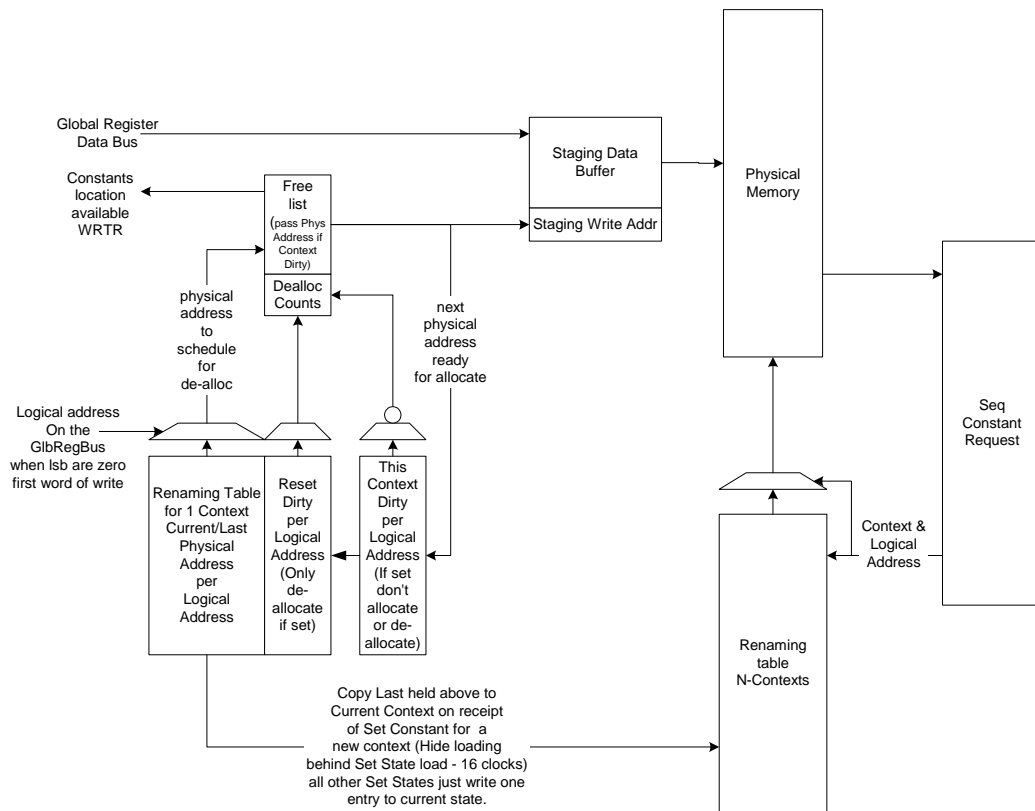 Global Register
Data Bus
Constants
location
available
WRTR
Free
list
(pass Phys
Address if
Context
Dirty)
Dealloc
Counts
Staging Data
Buffer
Staging Write Addr
Physical
Memory
Seq
Constant
Request
physical
address
to
schedule
for
de-alloc
next
physical
address
ready
for allocate
Logical address
On the
GlbRegBus
when lsb are zero
first word of write
Renaming Table
for 1 Context
Current/Last
Physical
Address
per
Logical
Address
Reset
Dirty
per
Logical
Address
(Only
de-
allocate
if set)
This
Context
Dirty
per
Logical
Address
(If set
don't
allocate
or de-
allocate)
Context &
Logical
Address
Renaming
table
N-Contexts
Copy Last held above to
Current Context on receipt
of Set Constant for a
new context (Hide loading
behind Set State load - 16 clocks)
all other Set States just write one
entry to current state.